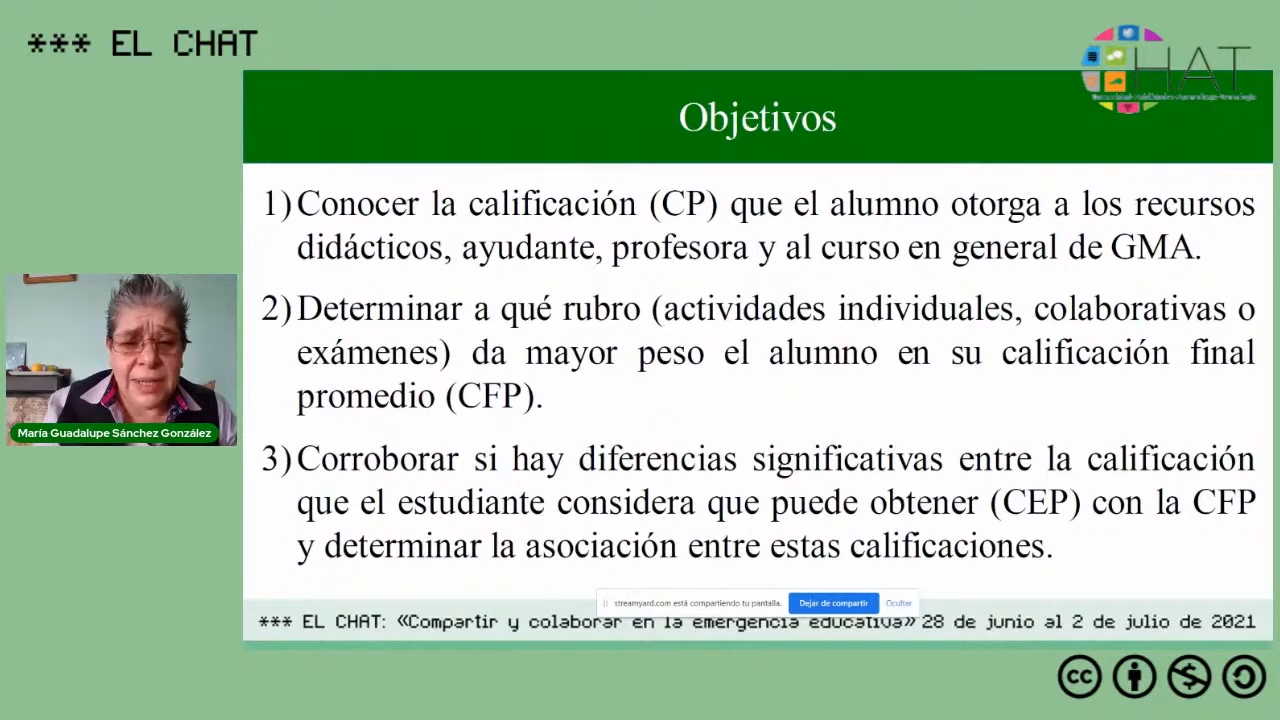 *** EL CHAT
HAT
Objetivos
1) Conocer la calificación (CP) que el alumno otorga a los recursos
didácticos, ayudante, profesora y al curso en general de GMA.
2) Determinar a qué rubro (actividades individuales, colaborativas o
exámenes) da mayor peso el alumno en su calificación final
promedio (CFP).
3) Corroborar si hay diferencias significativas entre la calificación
que el estudiante considera que puede obtener (CEP) con la CFP
y determinar la asociación entre estas calificaciones.
María Guadalupe Sánchez González
streamyard.com está compartiendo tu pantalla.
Dejar de compartir
Ocultar
*** EL CHAT: «Compartir y colaborar en la emergencia educativa» 28 de junio al 2 de julio de 2021
cc